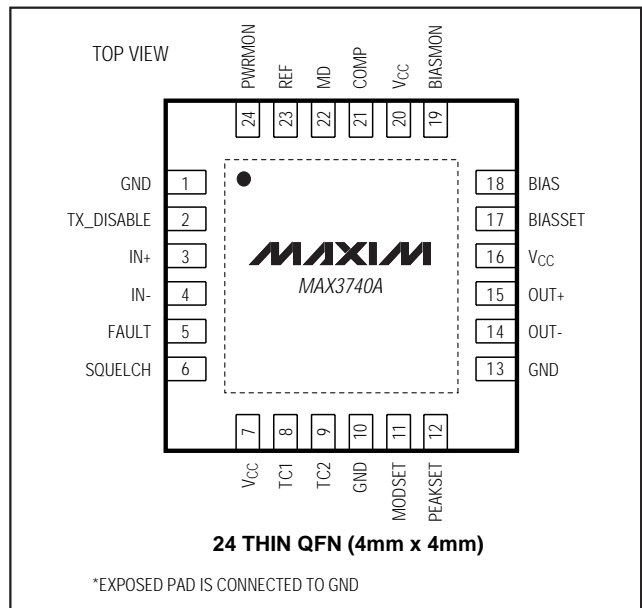 TOP VIEW
PWRMON
REF
MD
COMP
VCC
BIASMON
24
23
22
21
20
19
GND 1
TX_DISABLE 2
IN+ 3
IN- 4
FAULT 5
SQUELCH 6
18 BIAS
17 BIASSET
16 VCC
15 OUT+
14 OUT-
13 GND
MAXIM
MAX3740A
7
8
9
10
11
12
VCC
TC1
TC2
GND
MODSET
PEAKSET
24 THIN QFN (4mm x 4mm)
*EXPOSED PAD IS CONNECTED TO GND